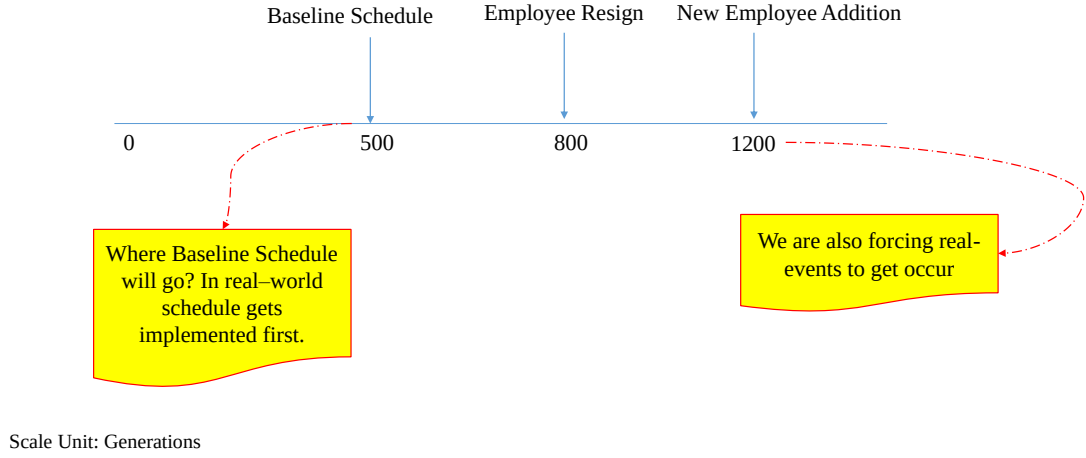 Baseline Schedule
Employee Resign
New Employee Addition
0
500
800
1200
Where Baseline Schedule
will go? In real–world
schedule gets
implemented first.
We are also forcing real-
events to get occur
Scale Unit: Generations